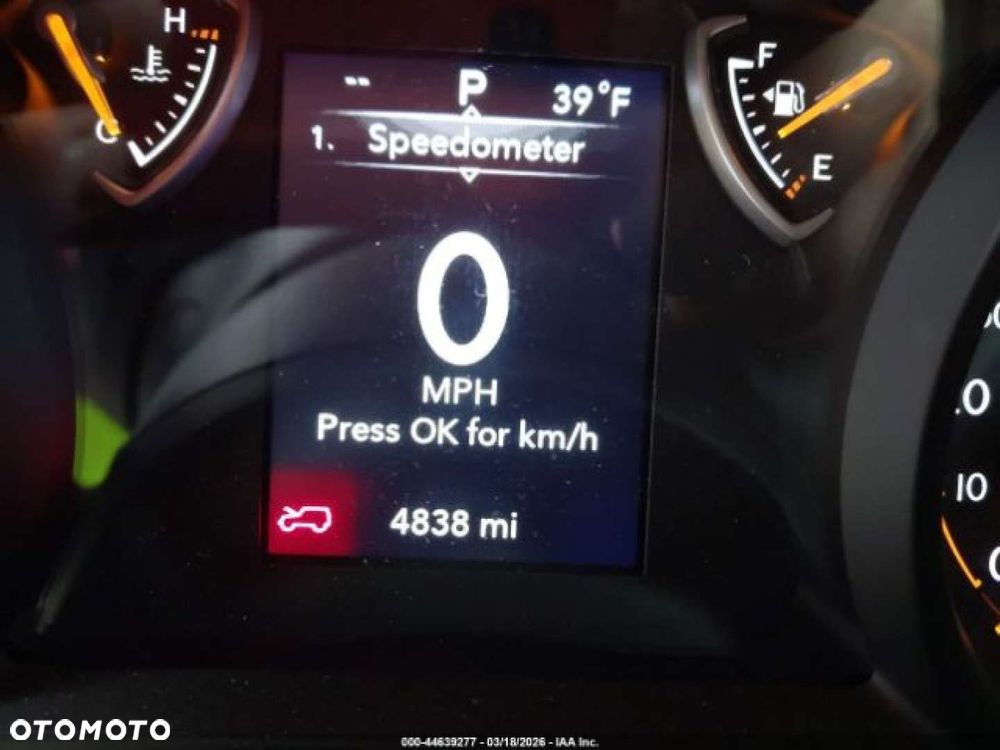 H
C
F
E
-- P 39°F
1. Speedometer
0
MPH
Press OK for km/h
4838 mi
10
OTOMOTO
000-44639277 - 03/18/2026 - IAA Inc.